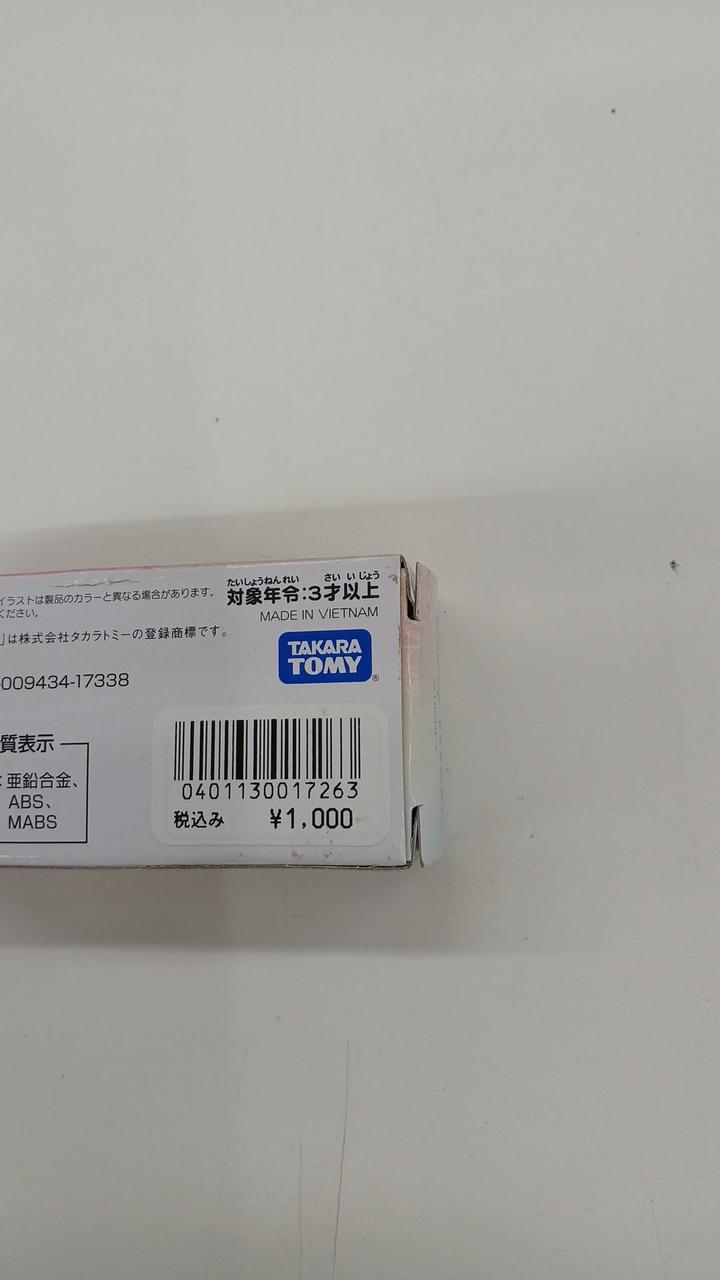 たいしょうねんれい さい いじょう
イラストは製品のカラーと異なる場合があります。 対象年令:3才以上
ください。
MADE IN VIETNAM
」は株式会社タカラトミーの登録商標です。
TAKARA
TOMY®
009434-17338
質表示
:亜鉛合金、
ABS、
MABS
0401130017263
税込み ¥1,000